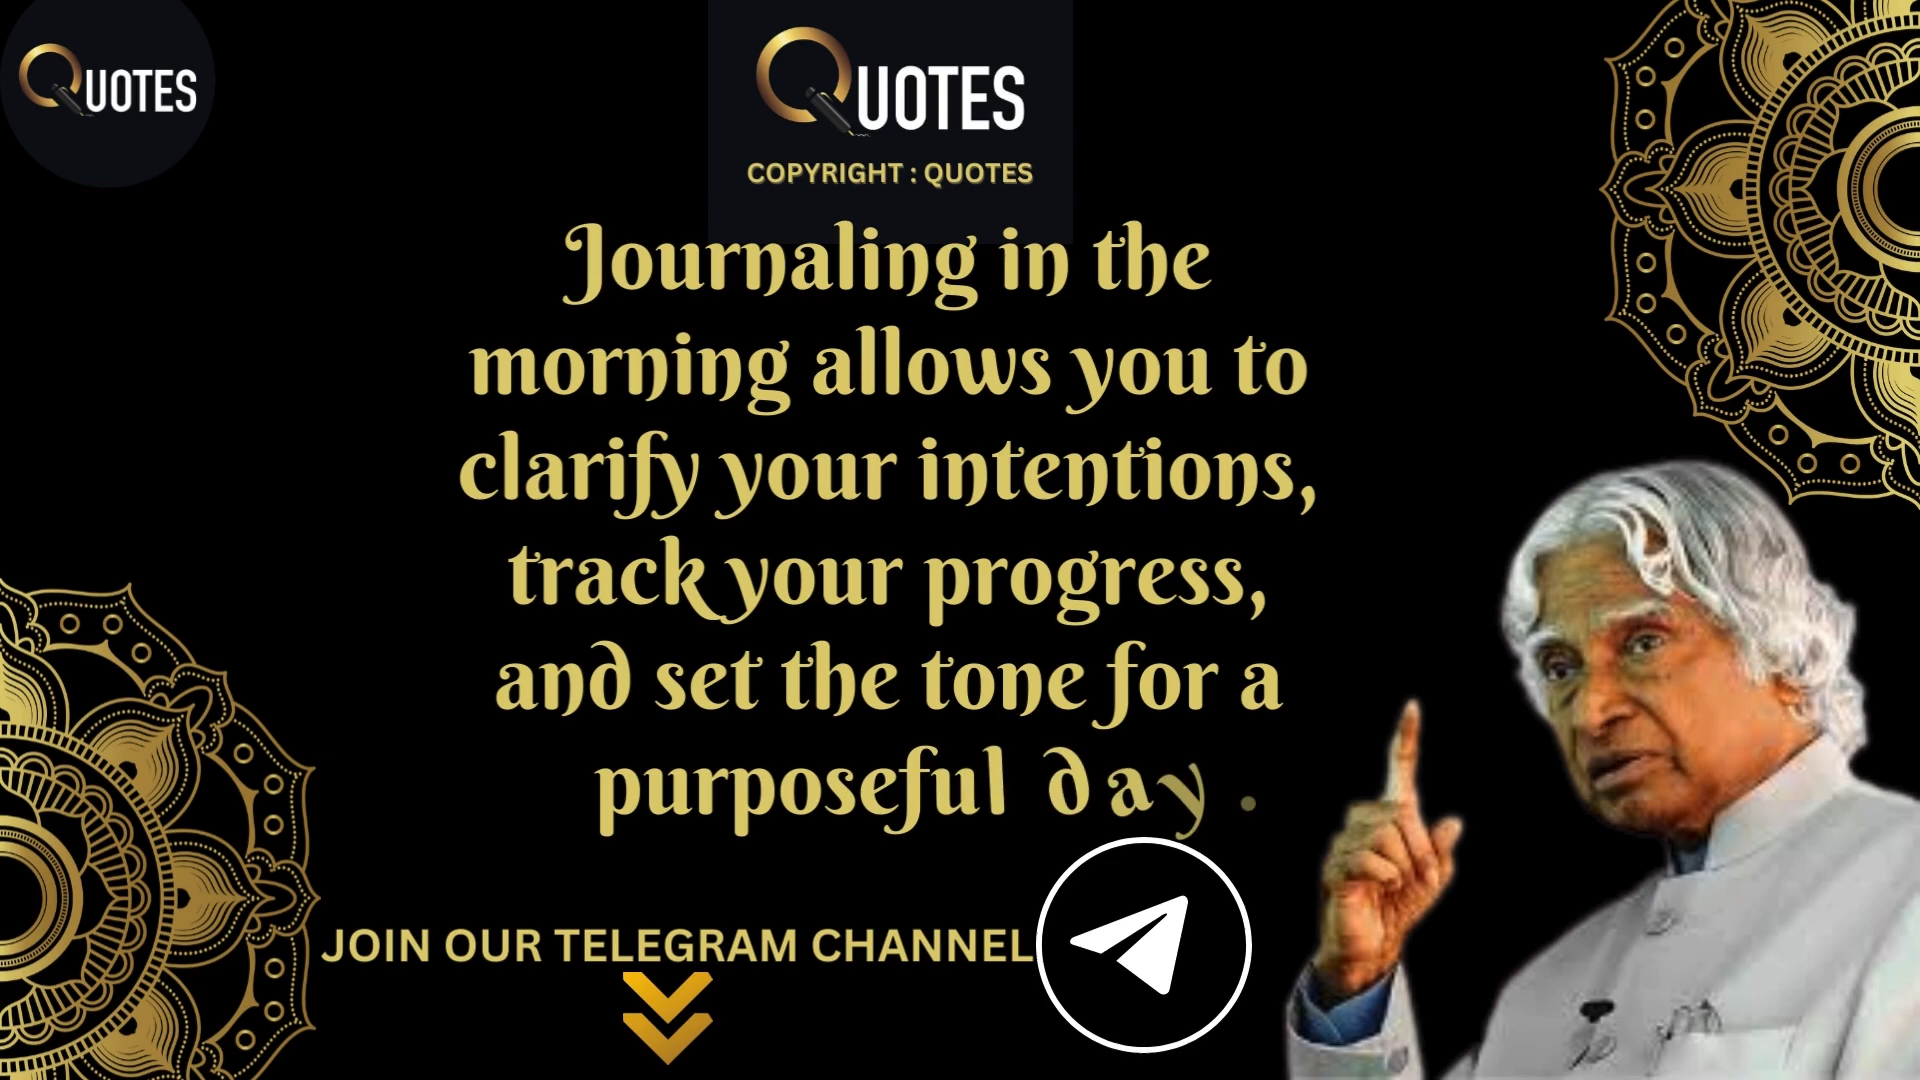 QUOTES
QUOTES
COPYRIGHT : QUOTES
Journaling in the
morning allows you to
clarify your intentions,
track your progress,
and set the tone for a
purposeful day.
JOIN OUR TELEGRAM CHANNEL